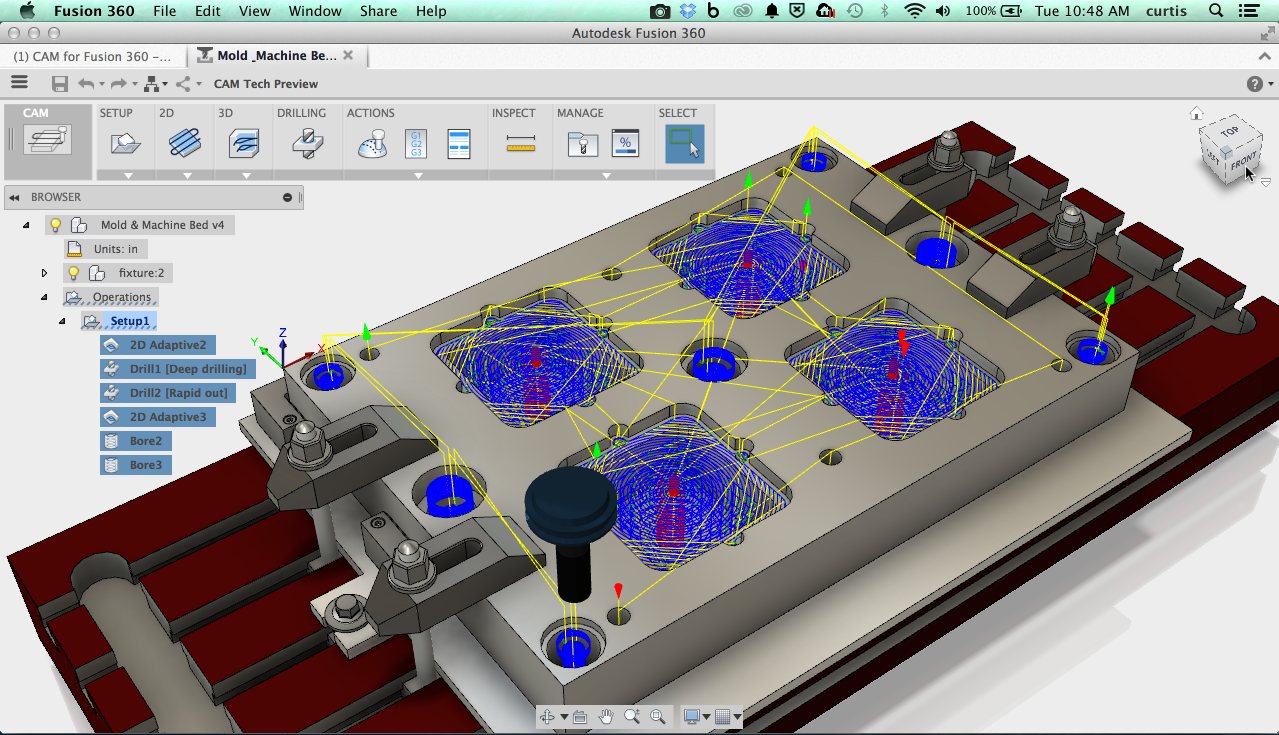 Fusion 360 File Edit View Window Share Help 100% Tue 10:48 AM curtis
Autodesk Fusion 360
(1) CAM for Fusion 360 –... Mold _Machine Be...
CAM Tech Preview
CAM SETUP 2D 3D DRILLING ACTIONS INSPECT MANAGE SELECT
G1
G2
G3
TOP
LEFT FRONT
BROWSER
Mold & Machine Bed v4
Units: in
fixture:2
Operations
Setup1
2D Adaptive2
Drill1 [Deep drilling]
Drill2 [Rapid out]
2D Adaptive3
Bore2
Bore3
Z
Y
X